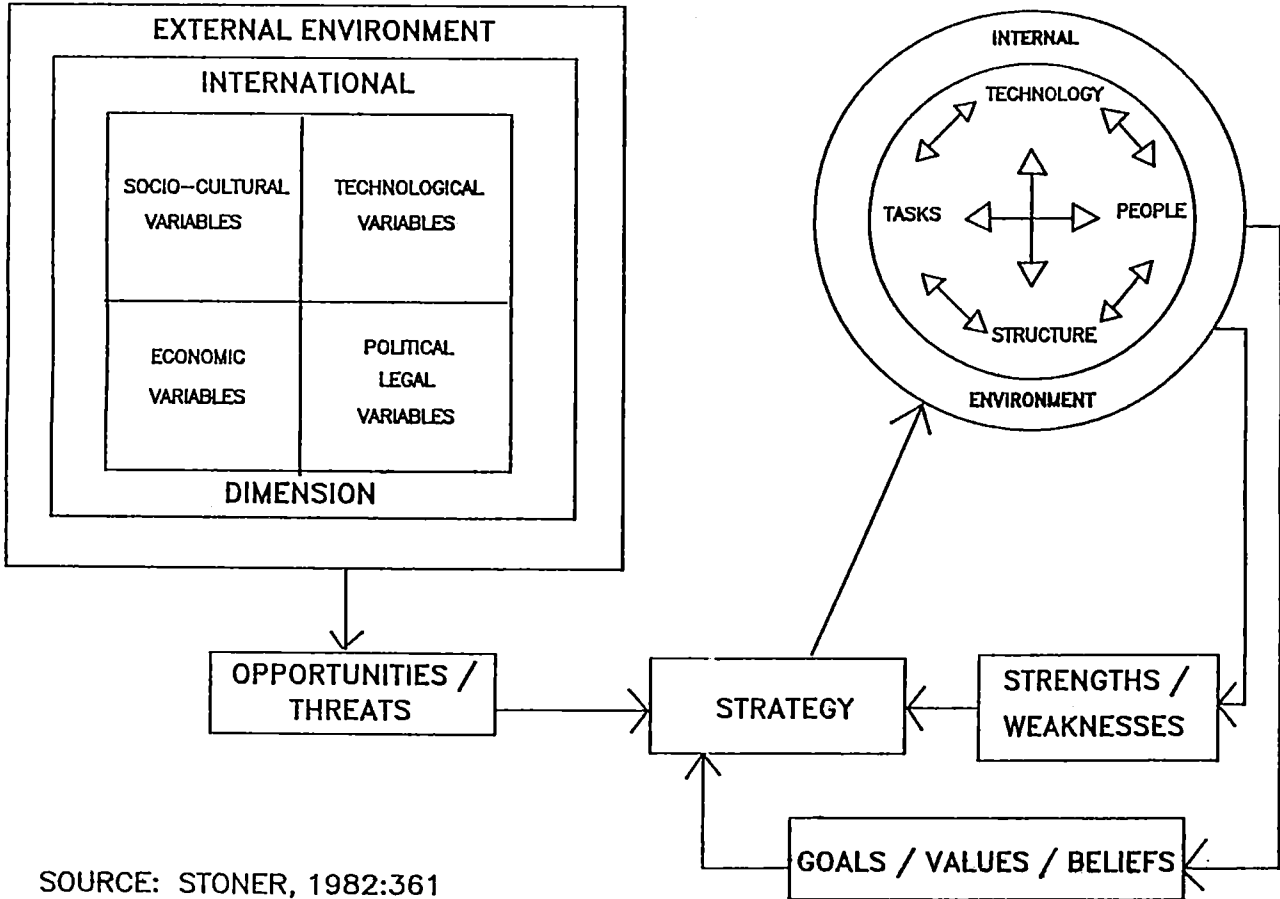 EXTERNAL ENVIRONMENT
INTERNATIONAL
SOCIO-CULTURAL
VARIABLES
TECHNOLOGICAL
VARIABLES
ECONOMIC
VARIABLES
POLITICAL
LEGAL
VARIABLES
DIMENSION
INTERNAL
TECHNOLOGY
TASKS
PEOPLE
STRUCTURE
ENVIRONMENT
OPPORTUNITIES /
THREATS
STRATEGY
STRENGTHS /
WEAKNESSES
GOALS / VALUES / BELIEFS
SOURCE: STONER, 1982:361